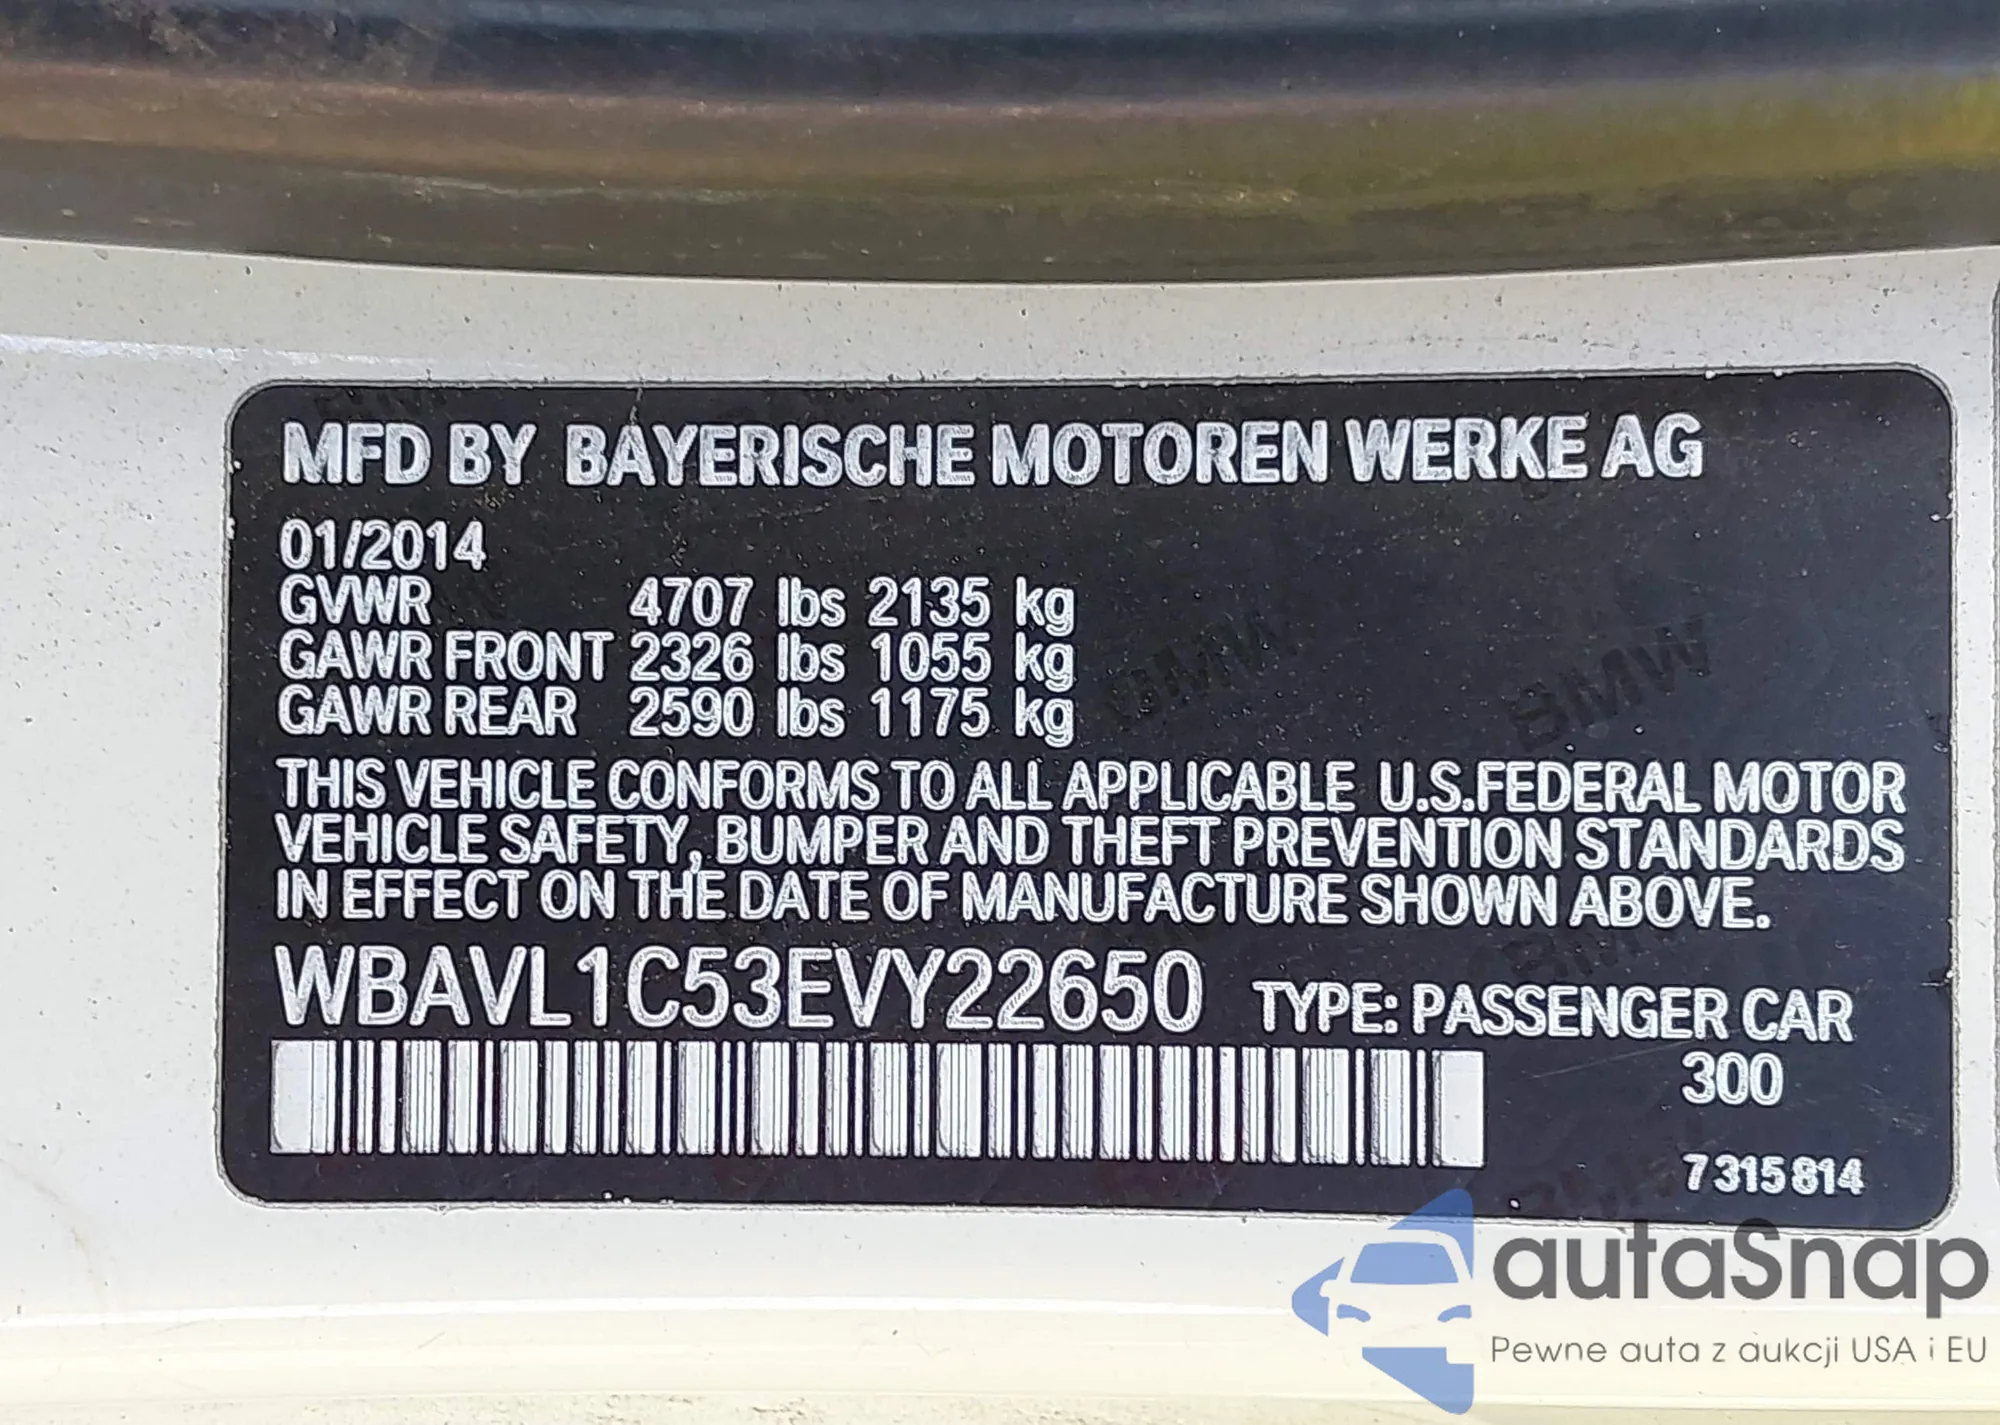 MFD BY BAYERISCHE MOTOREN WERKE AG
01/2014
GVWR 4707 lbs 2135 kg
GAWR FRONT 2326 lbs 1055 kg
GAWR REAR 2590 lbs 1175 kg
THIS VEHICLE CONFORMS TO ALL APPLICABLE U.S.FEDERAL MOTOR
VEHICLE SAFETY, BUMPER AND THEFT PREVENTION STANDARDS
IN EFFECT ON THE DATE OF MANUFACTURE SHOWN ABOVE.
WBAVL1C53EVY22650 TYPE: PASSENGER CAR
300
7315814
autaSnap
Pewne auta z aukcji USA i EU